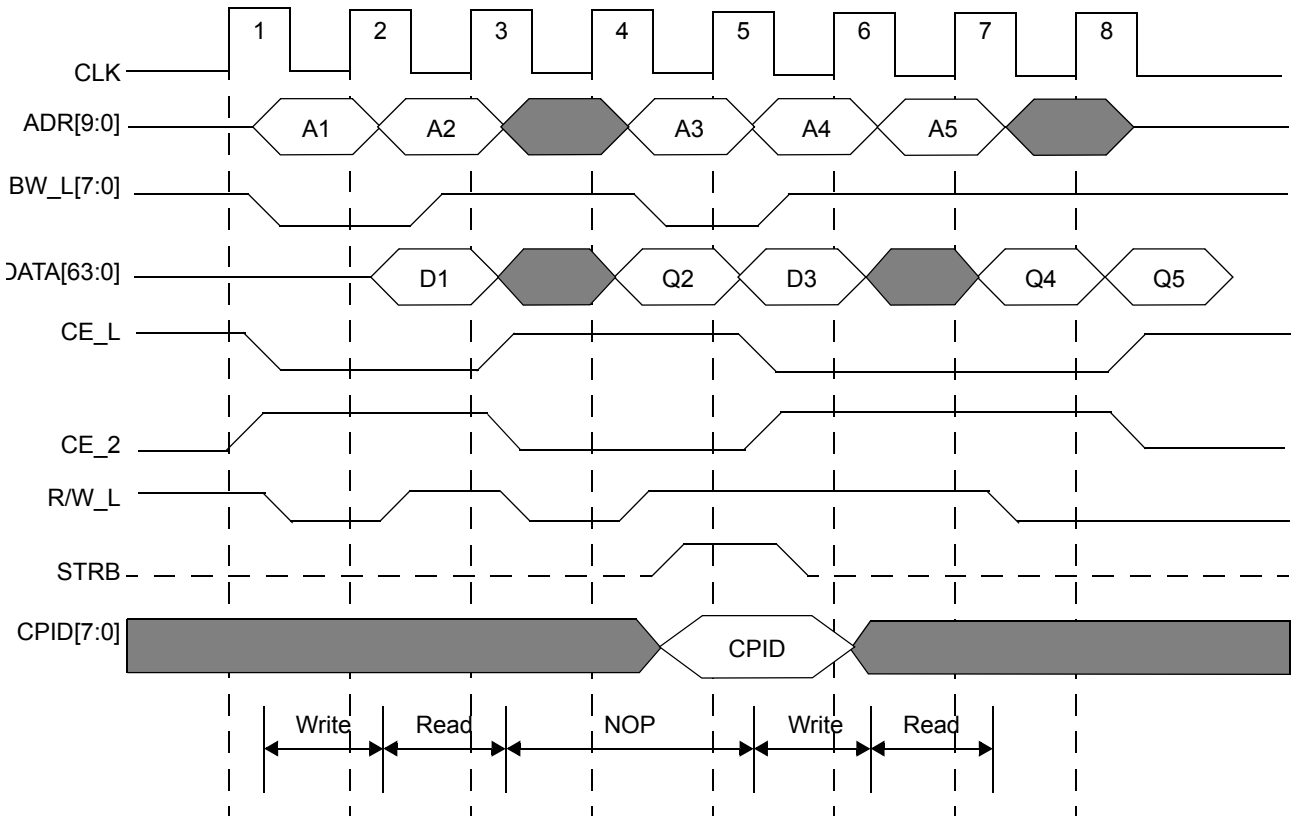 1 2 3 4 5 6 7 8
CLK
ADR[9:0] A1 A2 A3 A4 A5
BW_L[7:0]
DATA[63:0] D1 Q2 D3 Q4 Q5
CE_L
CE_2
R/W_L
STRB
CPID[7:0] CPID
Write Read NOP Write Read